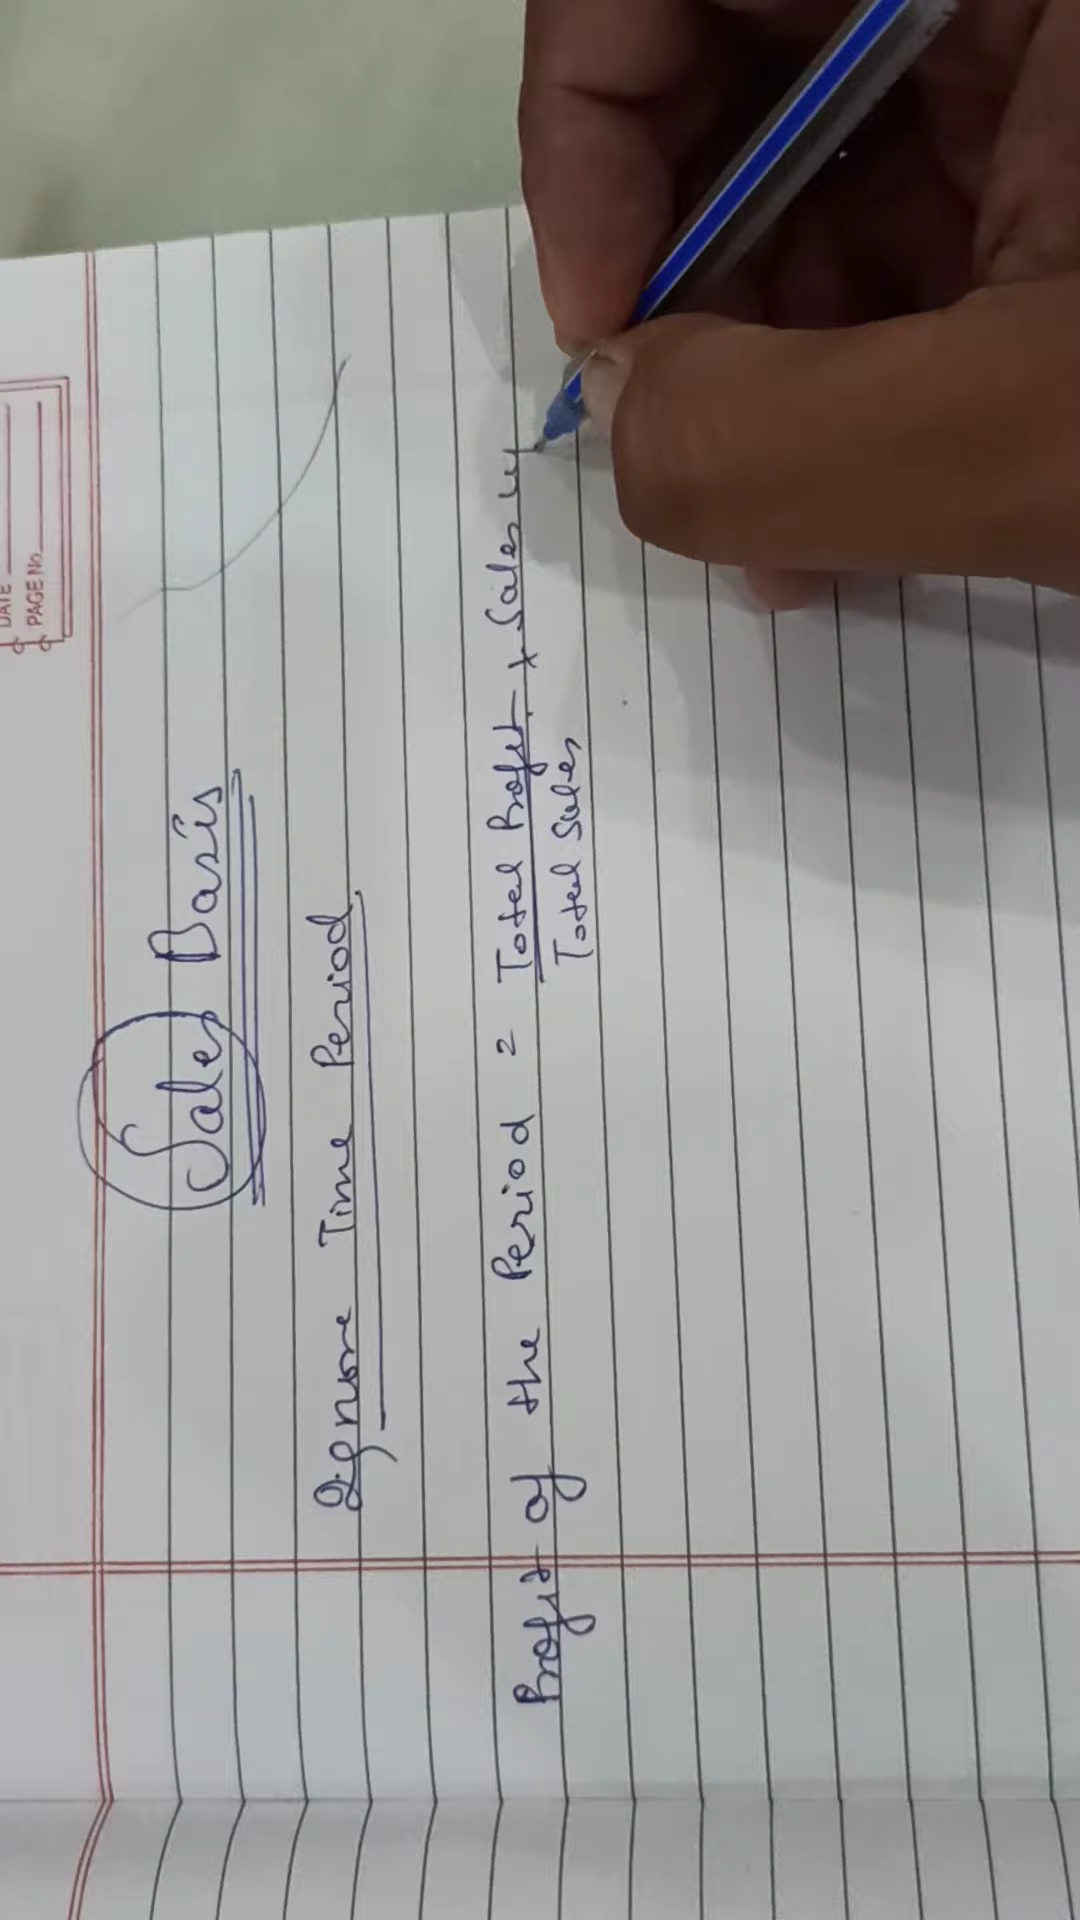 DATE
PAGE No.
Sales Basis
Ignore Time Period.
Profit of the Period = Total Profit x Sales
Total Sales